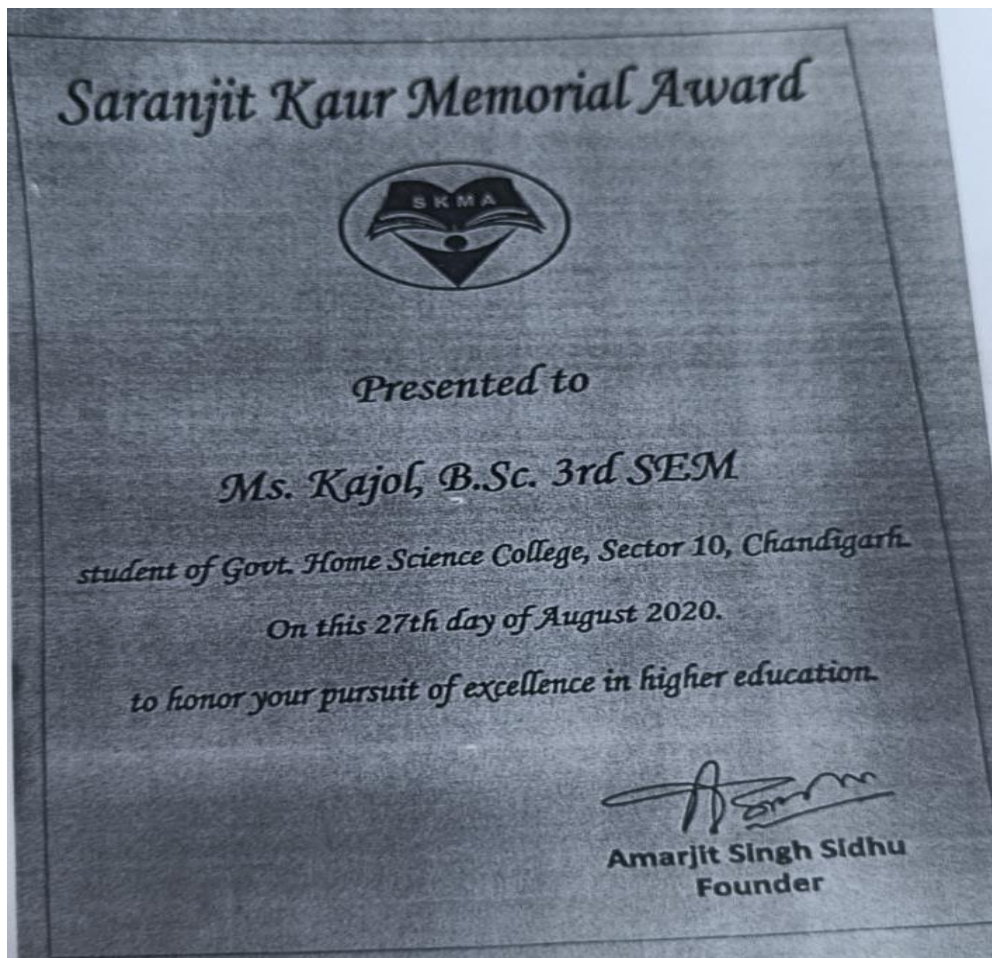 Saranjit Kaur Memorial Award
SKMA
Presented to
Ms. Kajol, B.Sc. 3rd SEM
student of Govt. Home Science College, Sector 10, Chandigarh.
On this 27th day of August 2020.
to honor your pursuit of excellence in higher education.
Amarjit Singh Sidhu
Founder